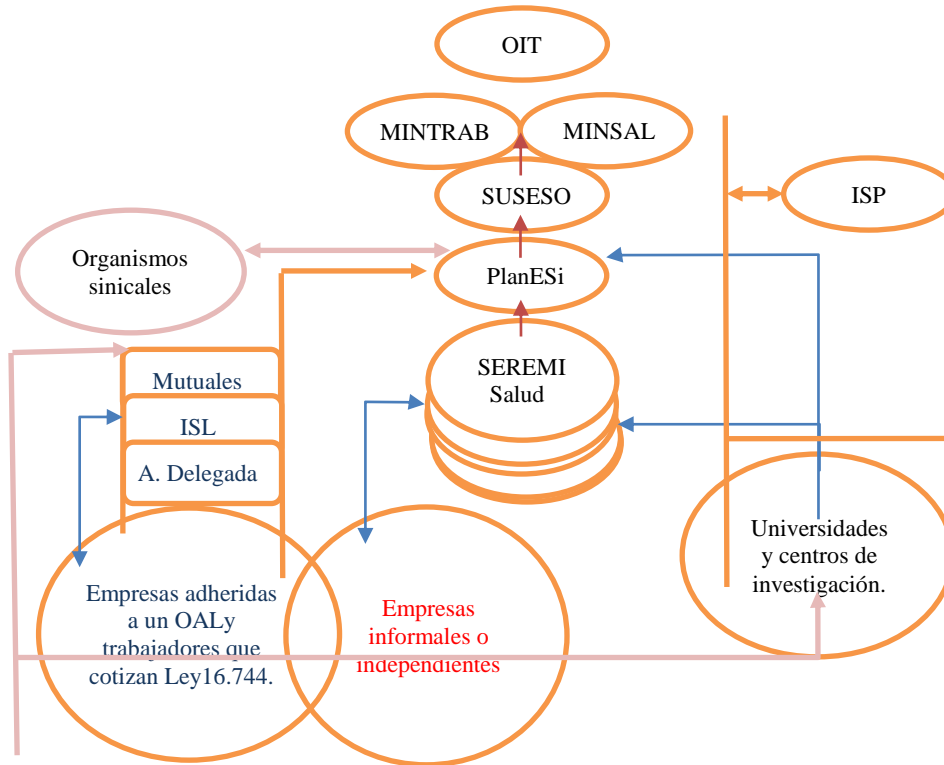 OIT
MINTRAB
MINSAL
SUSESO
ISP
Organismos
sinicales
PlanESi
SEREMI
Salud
Mutuales
ISL
A. Delegada
Universidades
y centros de
investigación.
Empresas adheridas
a un OALy
trabajadores que
cotizan Ley16.744.
Empresas
informales o
independientes